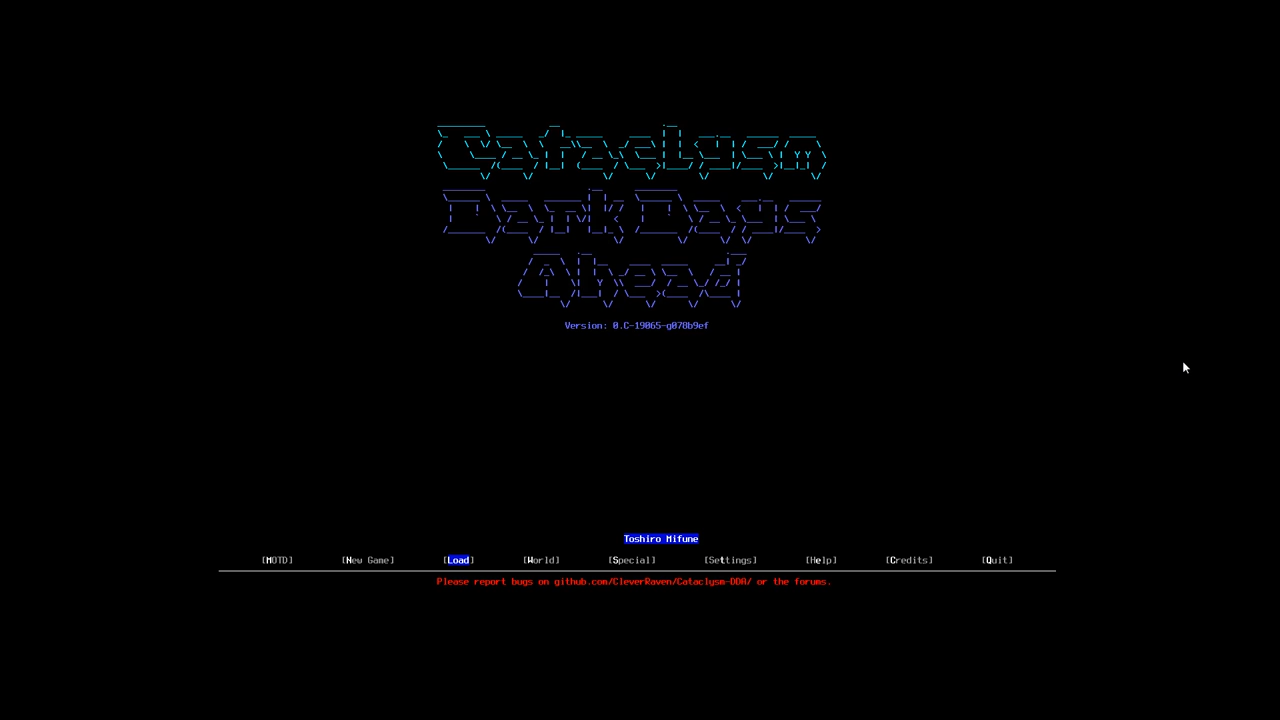 Cataclysm
Dark Days
Ahead
Version: 0.C-19065-g078b9ef
Toshiro Mifune
[MOTD] [New Game] [Load] [World] [Special] [Settings] [Help] [Credits] [Quit]
Please report bugs on github.com/CleverRaven/Cataclysm-DDA/ or the forums.